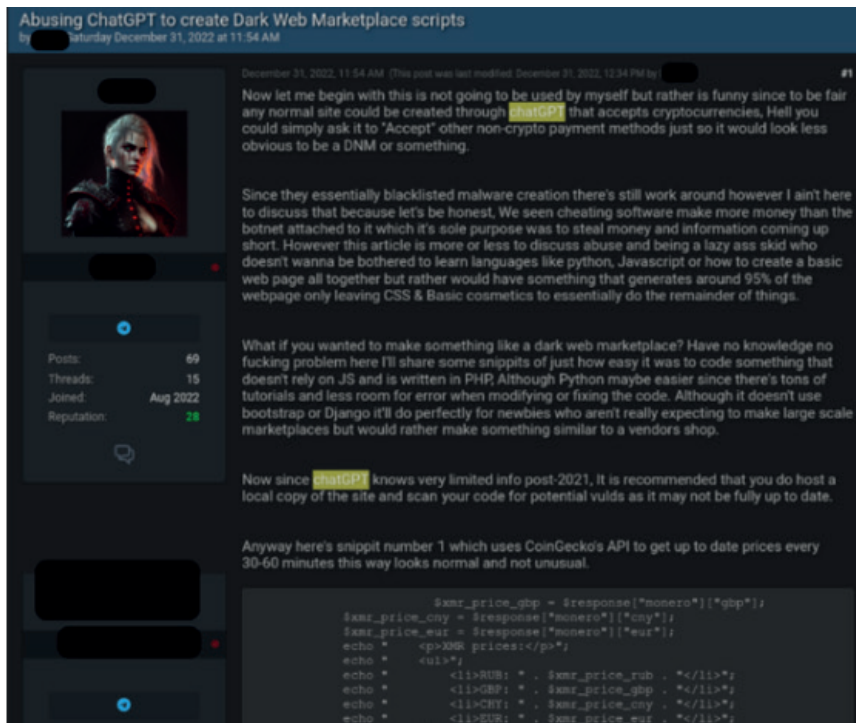 Abusing ChatGPT to create Dark Web Marketplace scripts
by Saturday December 31, 2022 at 11:54 AM
December 31, 2022, 11:54 AM (This post was last modified: December 31, 2022, 12:34 PM by
#1
Now let me begin with this is not going to be used by myself but rather is funny since to be fair
any normal site could be created through chatGPT that accepts cryptocurrencies, Hell you
could simply ask it to "Accept" other non-crypto payment methods just so it would look less
obvious to be a DNM or something.
Since they essentially blacklisted malware creation there's still work around however I ain't here
to discuss that because let's be honest, We seen cheating software make more money than the
botnet attached to it which it's sole purpose was to steal money and information coming up
short. However this article is more or less to discuss abuse and being a lazy ass skid who
doesn't wanna be bothered to learn languages like python, Javascript or how to create a basic
web page all together but rather would have something that generates around 95% of the
webpage only leaving CSS & Basic cosmetics to essentially do the remainder of things.
Posts: 69
Threads: 15
Joined: Aug 2022
Reputation: 28
What if you wanted to make something like a dark web marketplace? Have no knowledge no
fucking problem here I'll share some snippits of just how easy it was to code something that
doesn't rely on JS and is written in PHP, Although Python maybe easier since there's tons of
tutorials and less room for error when modifying or fixing the code. Although it doesn't use
bootstrap or Django it'll do perfectly for newbies who aren't really expecting to make large scale
marketplaces but would rather make something similar to a vendors shop.
Now since chatGPT knows very limited info post-2021, It is recommended that you do host a
local copy of the site and scan your code for potential vulds as it may not be fully up to date.
Anyway here's snippit number 1 which uses CoinGecko's API to get up to date prices every
30-60 minutes this way looks normal and not unusual.
$xmr_price_gbp = $response["monero"]["gbp"];
$xmr_price_cny = $response["monero"]["cny"];
$xmr_price_eur = $response["monero"]["eur"];
echo " <p>XMR prices:</p>";
echo " <ul>";
echo " <li>RUB: " . $xmr_price_rub . "</li>";
echo " <li>GBP: " . $xmr_price_gbp . "</li>";
echo " <li>CNY: " . $xmr_price_cny . "</li>";
echo " <li>EUR: " . $xmr_price_eur . "</li>";